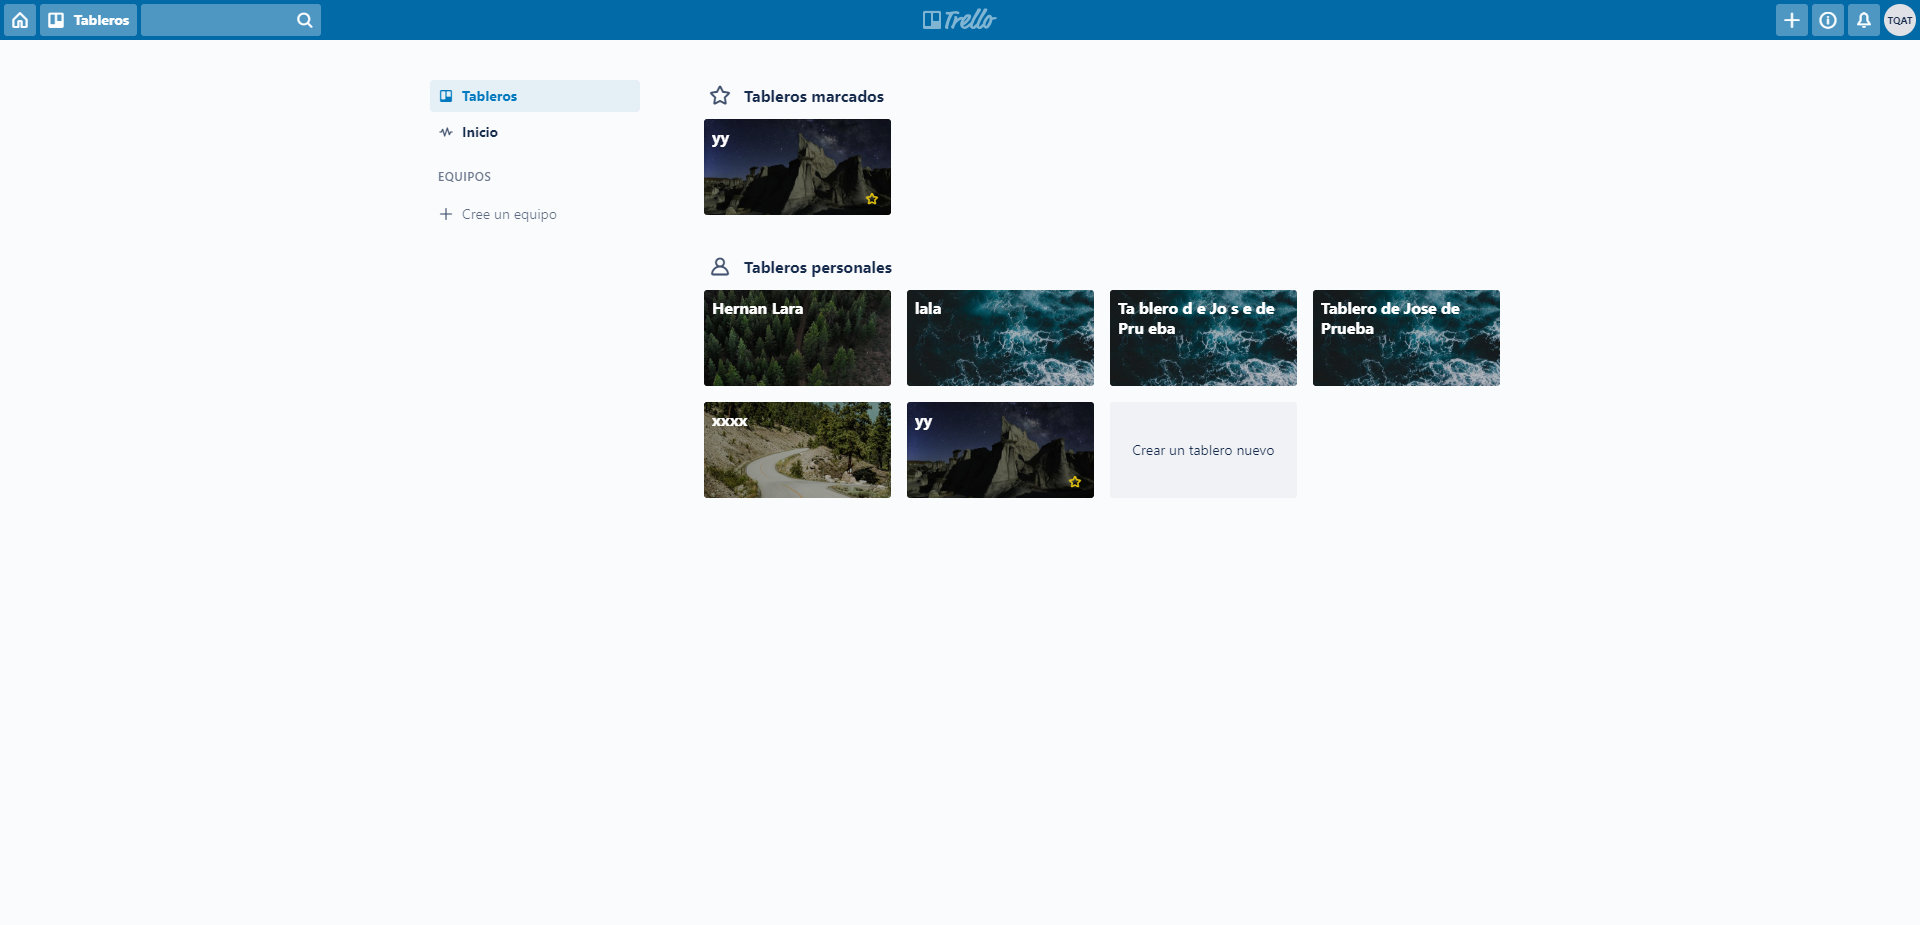 Tableros
Trello
TQAT
Tableros
Inicio
EQUIPOS
Cree un equipo
Tableros marcados
yy
Tableros personales
Hernan Lara
lala
Ta blero d e Jo s e de
Pru eba
Tablero de Jose de
Prueba
xxxx
yy
Crear un tablero nuevo